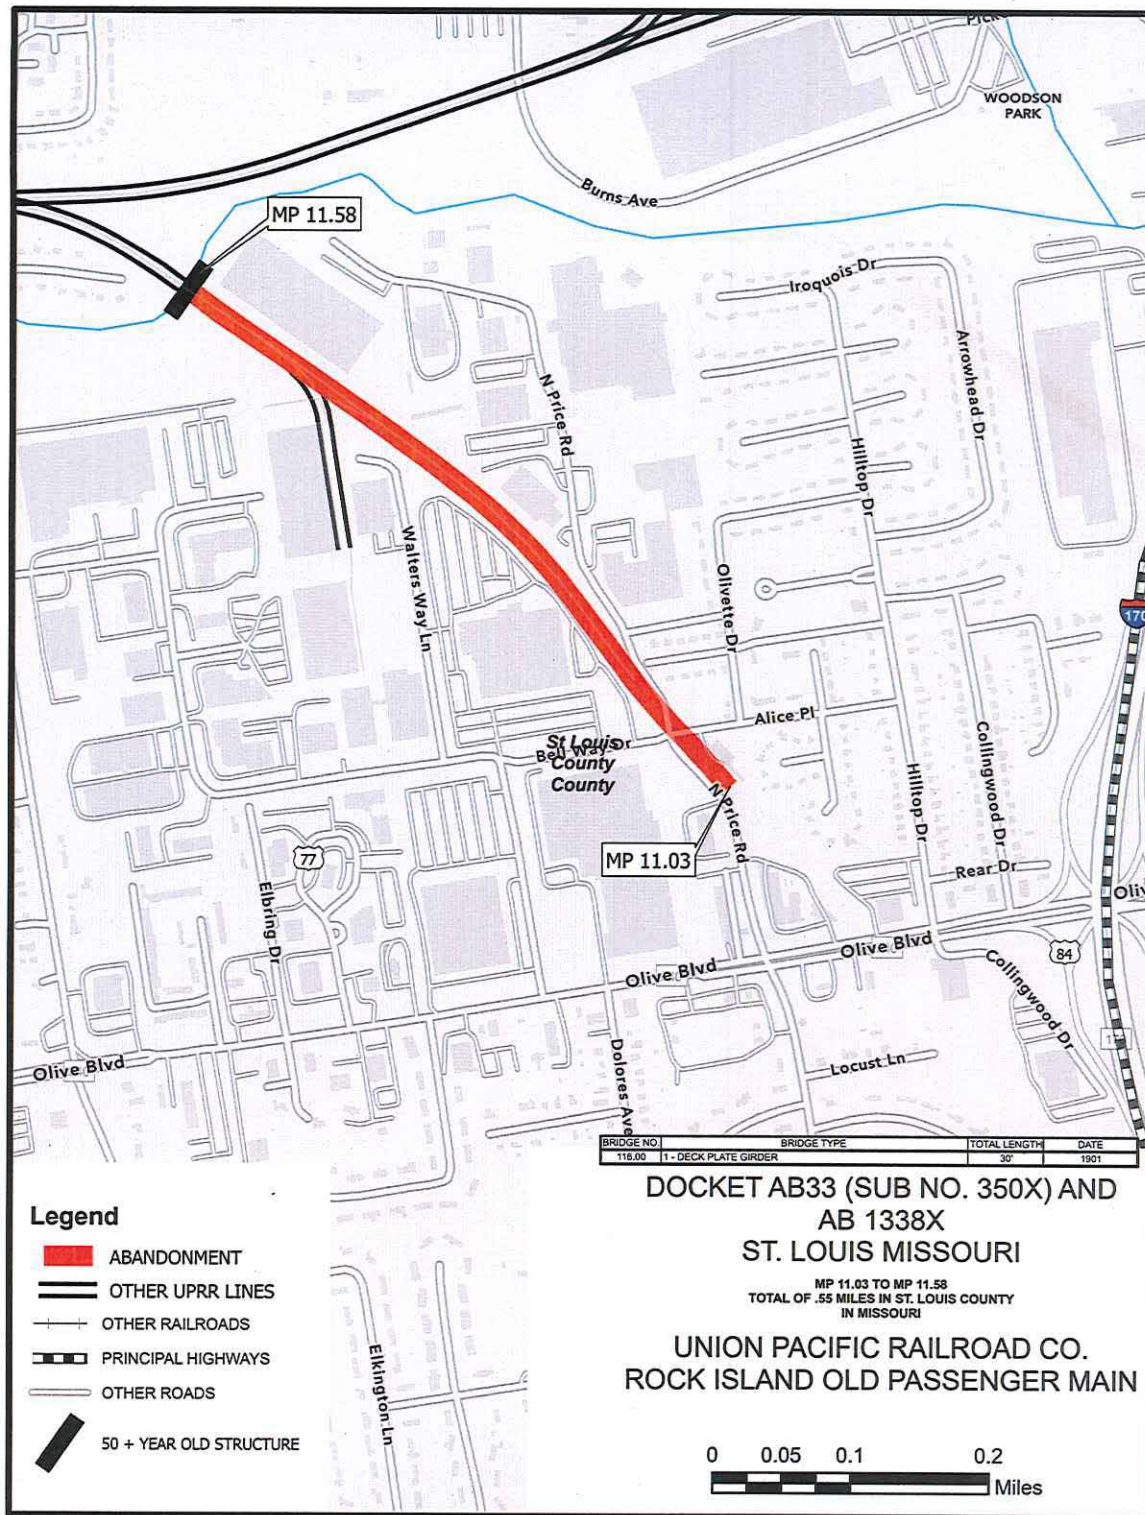 WOODSON
PARK
Burns Ave
MP 11.58
Iroquois Dr
Arrowhead Dr
N Price Rd
Hilltop Dr
Walters Way Ln
Olivette Dr
170
Alice Pl
St Louis
County
County
Bell Way Dr
Collingwood Dr
Hilltop Dr
N Price Rd
MP 11.03
77
Elbring Dr
Rear Dr
Oliv
Olive Blvd
Olive Blvd
84
Collingwood Dr
Olive Blvd
Dolores Ave
Locust Ln
BRIDGE NO. BRIDGE TYPE TOTAL LENGTH DATE
116.00 1 - DECK PLATE GIRDER 30' 1901
DOCKET AB33 (SUB NO. 350X) AND
AB 1338X
ST. LOUIS MISSOURI
MP 11.03 TO MP 11.58
TOTAL OF .55 MILES IN ST. LOUIS COUNTY
IN MISSOURI
UNION PACIFIC RAILROAD CO.
ROCK ISLAND OLD PASSENGER MAIN
Legend
ABANDONMENT
OTHER UPRR LINES
OTHER RAILROADS
PRINCIPAL HIGHWAYS
OTHER ROADS
50 + YEAR OLD STRUCTURE
Elkington Ln
0 0.05 0.1 0.2
Miles